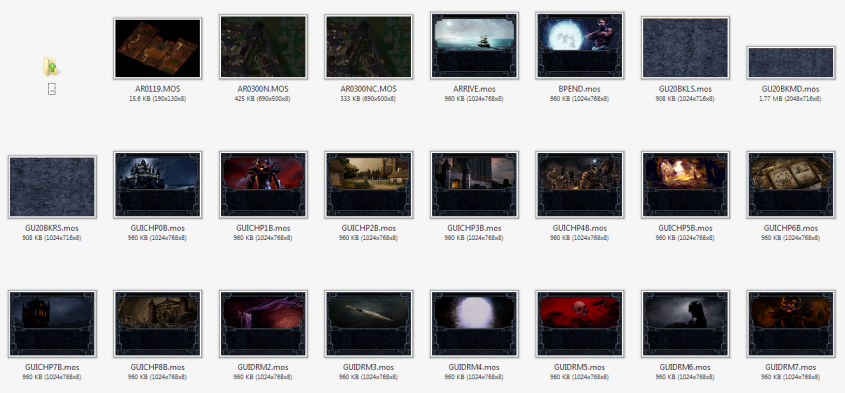 ..
AR0119.MOS
15.6 KB (190x130x8)
AR0300N.MOS
425 KB (690x500x8)
AR0300NC.MOS
333 KB (690x500x8)
ARRIVE.mos
960 KB (1024x768x8)
BPEND.mos
960 KB (1024x768x8)
GU20BKLS.mos
908 KB (1024x716x8)
GU20BKMD.mos
1.77 MB (2048x716x8)
GU20BKRS.mos
908 KB (1024x716x8)
GUICHP0B.mos
960 KB (1024x768x8)
GUICHP1B.mos
960 KB (1024x768x8)
GUICHP2B.mos
960 KB (1024x768x8)
GUICHP3B.mos
960 KB (1024x768x8)
GUICHP4B.mos
960 KB (1024x768x8)
GUICHP5B.mos
960 KB (1024x768x8)
GUICHP6B.mos
960 KB (1024x768x8)
GUICHP7B.mos
960 KB (1024x768x8)
GUICHP8B.mos
960 KB (1024x768x8)
GUIDRM2.mos
960 KB (1024x768x8)
GUIDRM3.mos
960 KB (1024x768x8)
GUIDRM4.mos
960 KB (1024x768x8)
GUIDRM5.mos
960 KB (1024x768x8)
GUIDRM6.mos
960 KB (1024x768x8)
GUIDRM7.mos
960 KB (1024x768x8)